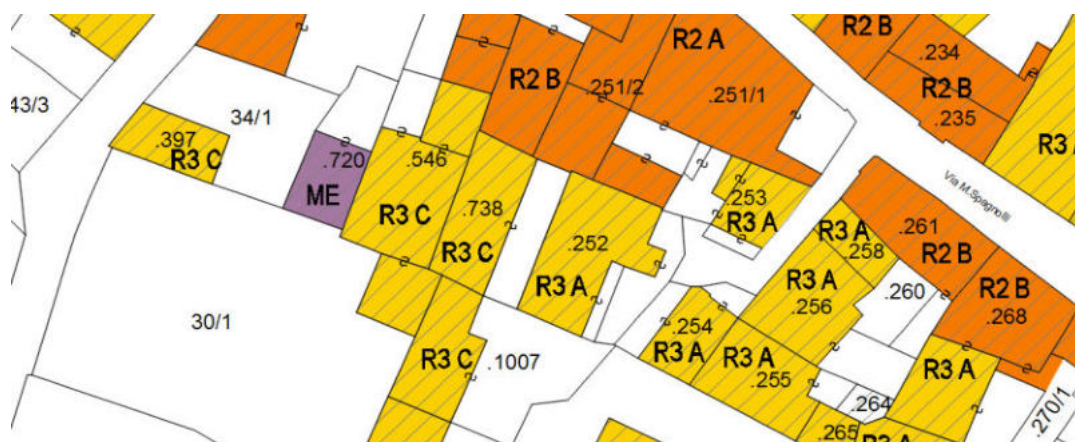 R2 A
R2 B
.234
R2 B
.251/2
.251/1
R2 B
.235
43/3
34/1
.397
R3 C
.720
ME
.546
R3 C
.738
R3 C
R2 B
.252
R3 A
.253
R3 A
Via M.Spagnolli
R3 A
.258
.261
R2 B
R3 A
.256
.260
R2 B
.268
30/1
.254
R3 A
R3 A
.255
R3 C
.1007
R3 A
.264
.265
R3 A
.270/1